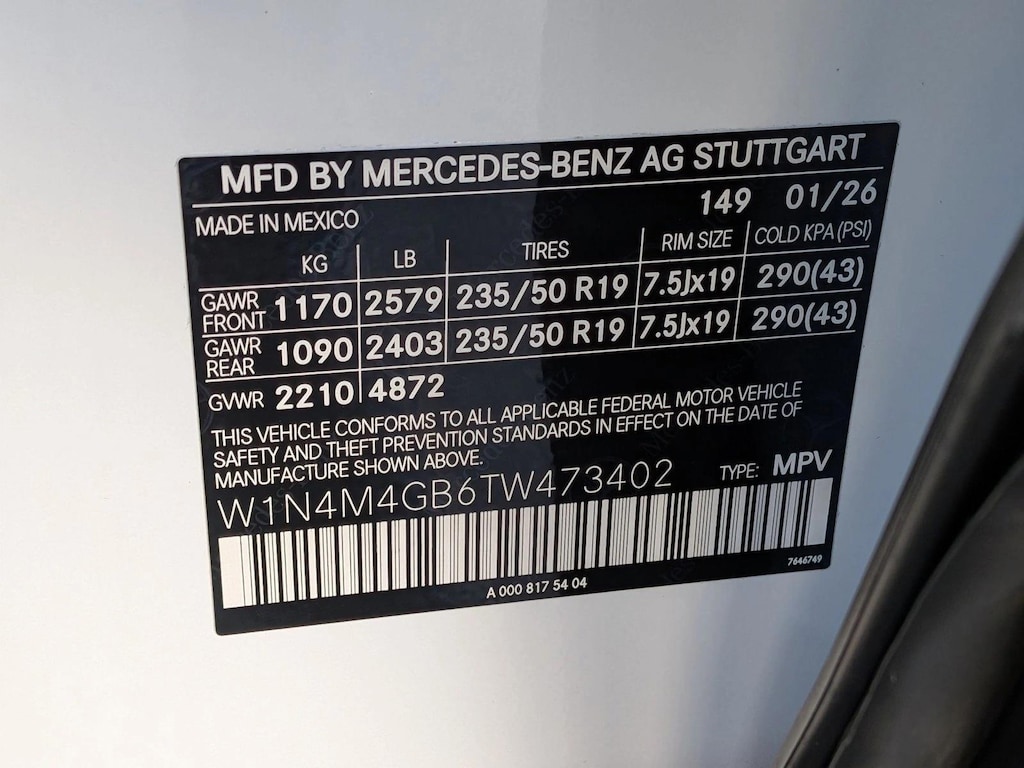 MFD BY MERCEDES-BENZ AG STUTTGART
MADE IN MEXICO 149 01/26
KG LB TIRES RIM SIZE COLD KPA (PSI)
GAWR FRONT 1170 2579 235/50 R19 7.5Jx19 290(43)
GAWR REAR 1090 2403 235/50 R19 7.5Jx19 290(43)
GVWR 2210 4872
THIS VEHICLE CONFORMS TO ALL APPLICABLE FEDERAL MOTOR VEHICLE
SAFETY AND THEFT PREVENTION STANDARDS IN EFFECT ON THE DATE OF
MANUFACTURE SHOWN ABOVE.
W1N4M4GB6TW473402 TYPE: MPV
A 000 817 54 04 7646749